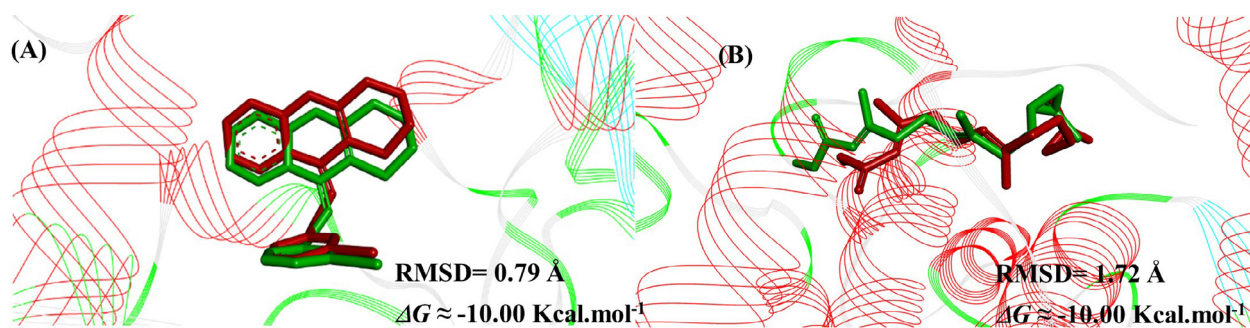 (A)
RMSD= 0.79 Å
ΔG ≈ -10.00 Kcal.mol⁻¹
(B)
RMSD= 1.72 Å
ΔG ≈ -10.00 Kcal.mol⁻¹